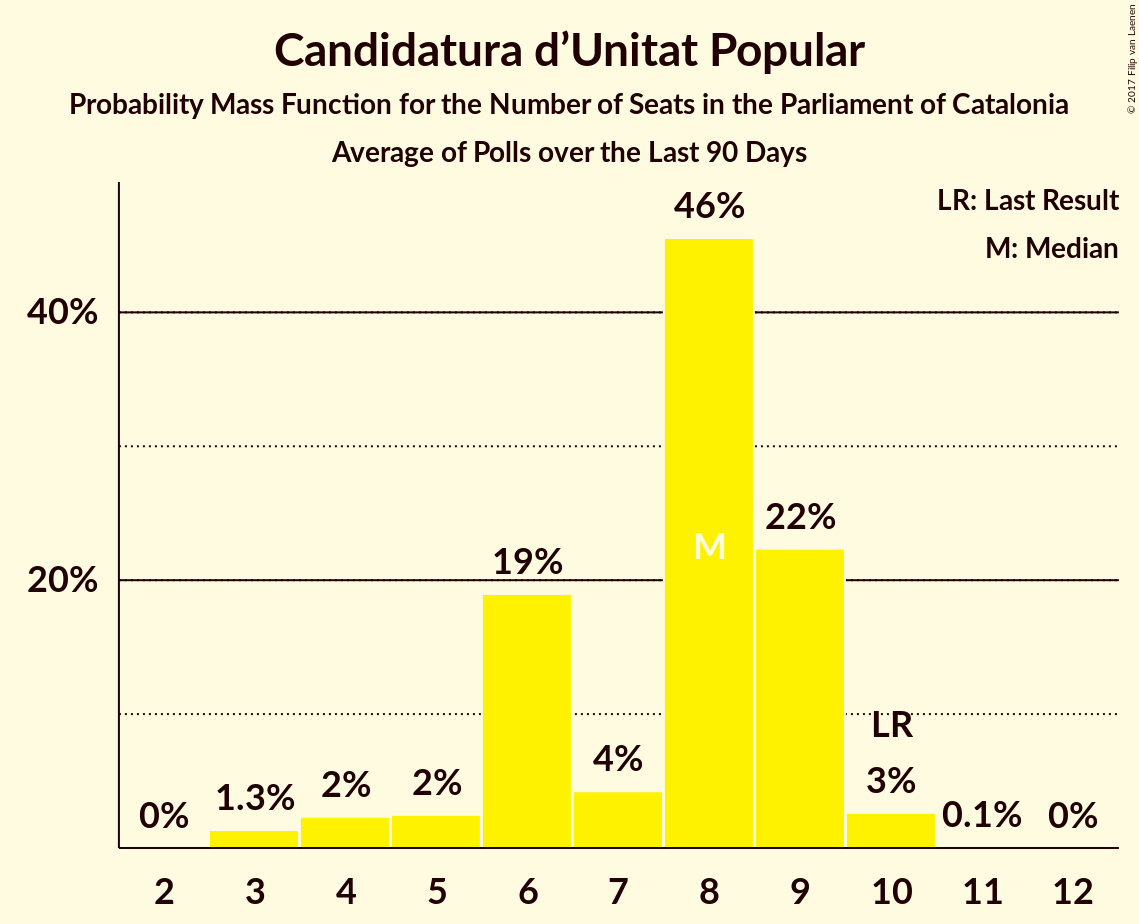 Candidatura d’Unitat Popular
Probability Mass Function for the Number of Seats in the Parliament of Catalonia
Average of Polls over the Last 90 Days
© 2017 Filip van Laenen
LR: Last Result
M: Median
40%
20%
0%
1.3%
2%
2%
19%
4%
46%
M
22%
LR
3%
0.1%
0%
2 3 4 5 6 7 8 9 10 11 12